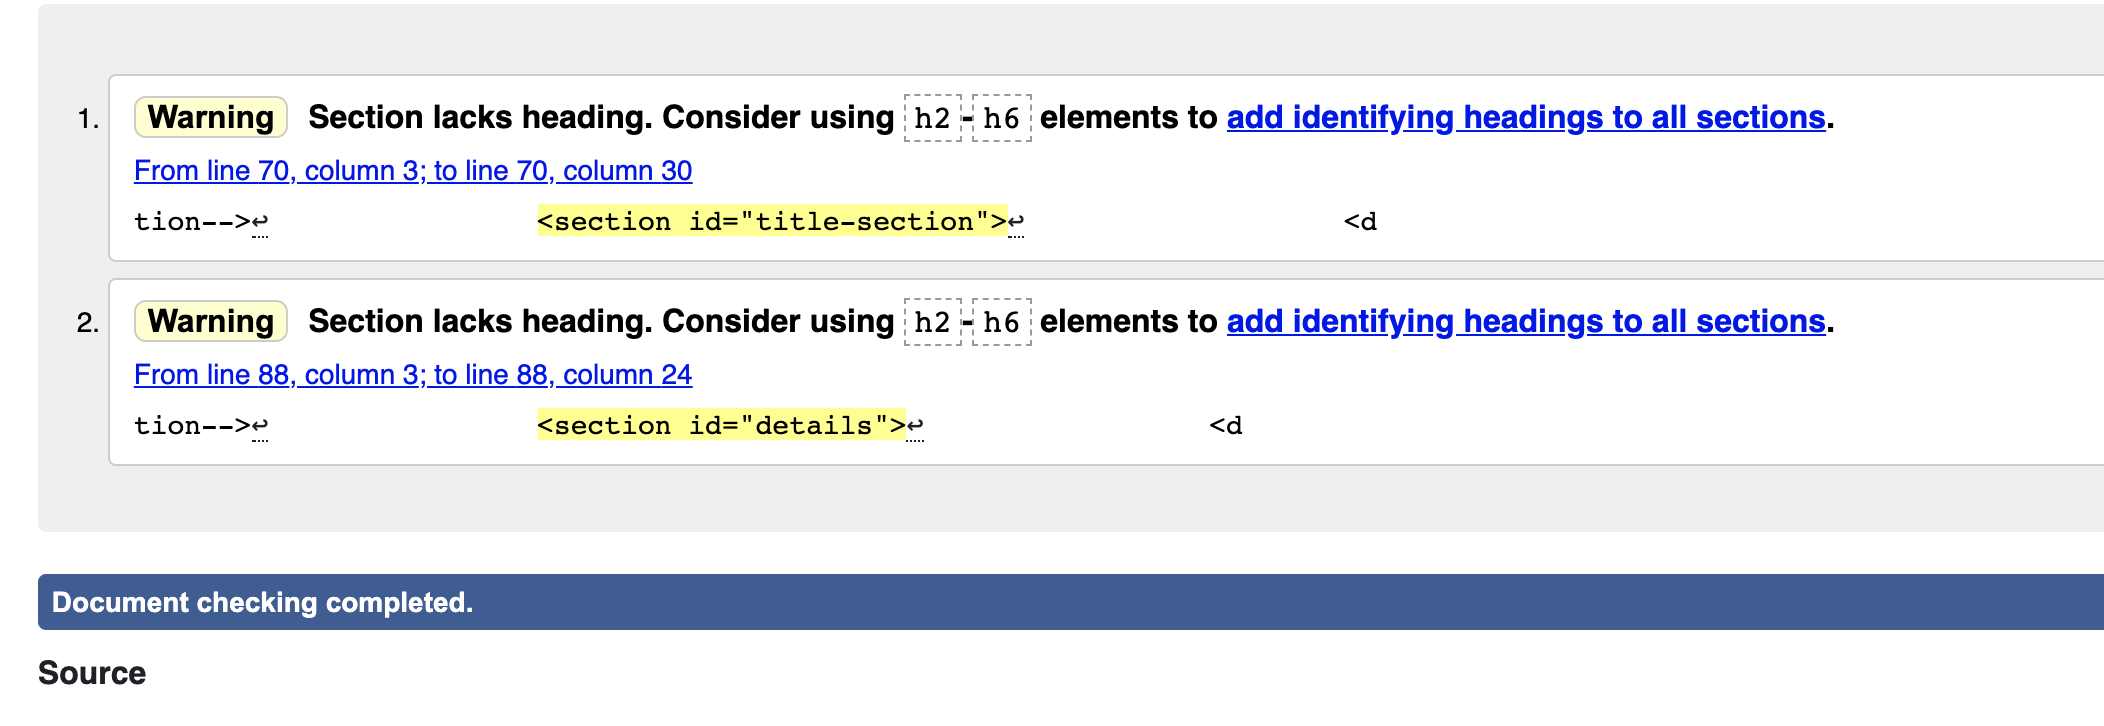 1. Warning Section lacks heading. Consider using h2-h6 elements to add identifying headings to all sections.
From line 70, column 3; to line 70, column 30
tion-->↩ <section id="title-section">↩ <d
2. Warning Section lacks heading. Consider using h2-h6 elements to add identifying headings to all sections.
From line 88, column 3; to line 88, column 24
tion-->↩ <section id="details">↩ <d
Document checking completed.
Source